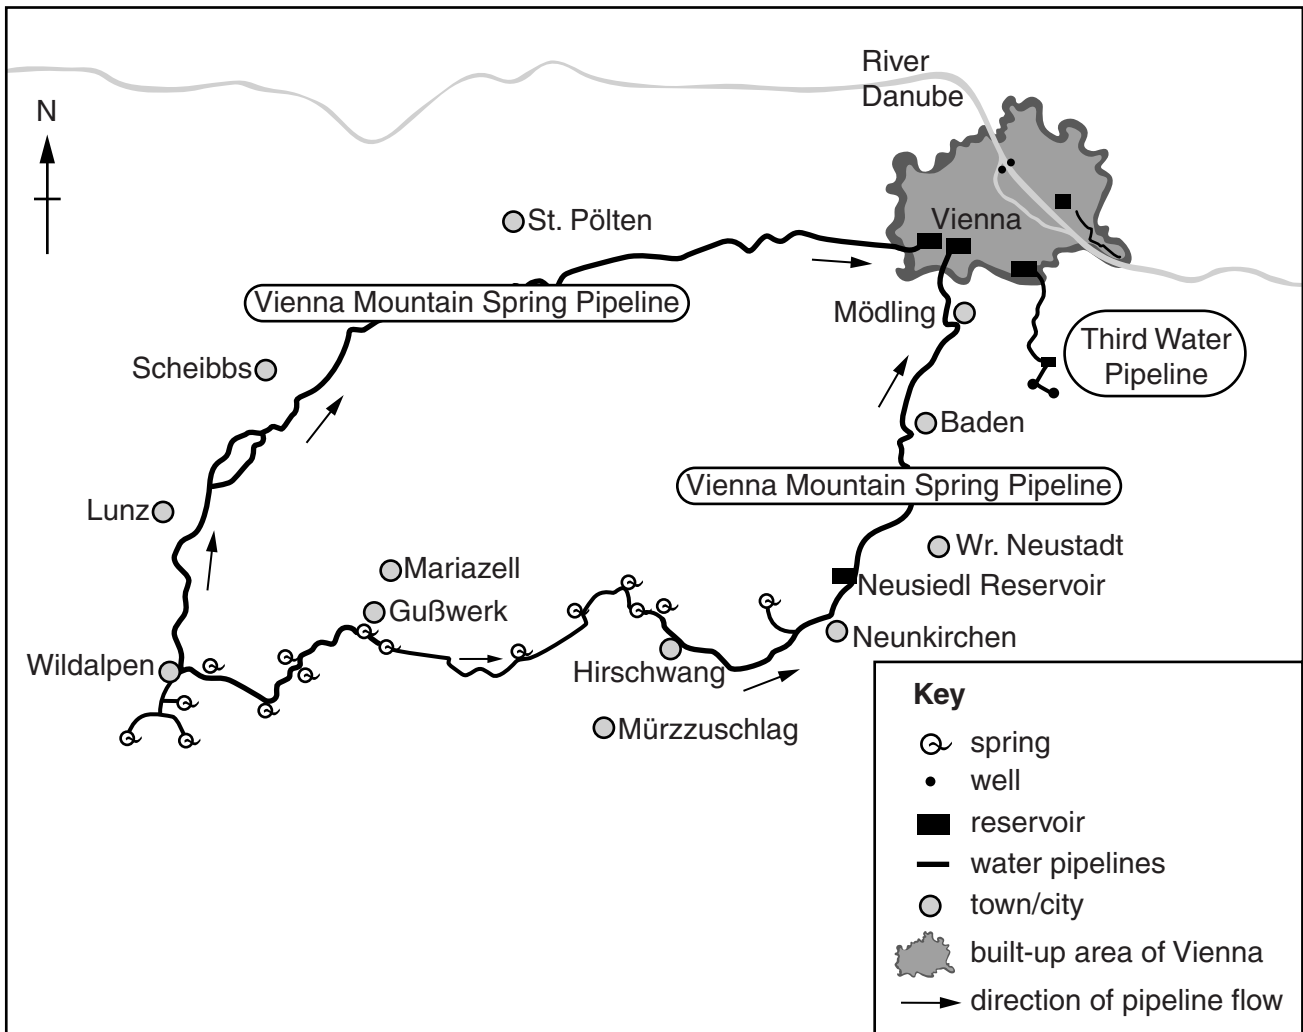 River
Danube
N
St. Pölten
Vienna
Vienna Mountain Spring Pipeline
Mödling
Third Water
Pipeline
Scheibbs
Baden
Vienna Mountain Spring Pipeline
Lunz
Wr. Neustadt
Mariazell
Neusiedl Reservoir
Gußwerk
Neunkirchen
Wildalpen
Hirschwang
Mürzzuschlag
Key
spring
well
reservoir
water pipelines
town/city
built-up area of Vienna
direction of pipeline flow